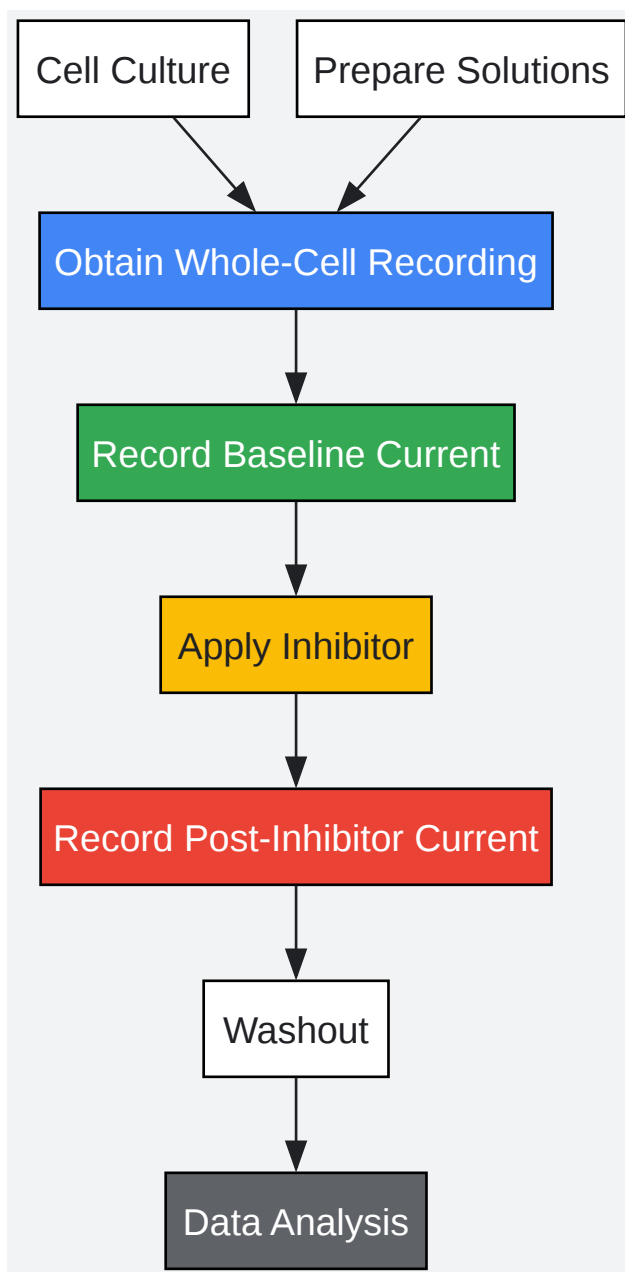 Cell Culture
Prepare Solutions
Obtain Whole-Cell Recording
Record Baseline Current
Apply Inhibitor
Record Post-Inhibitor Current
Washout
Data Analysis